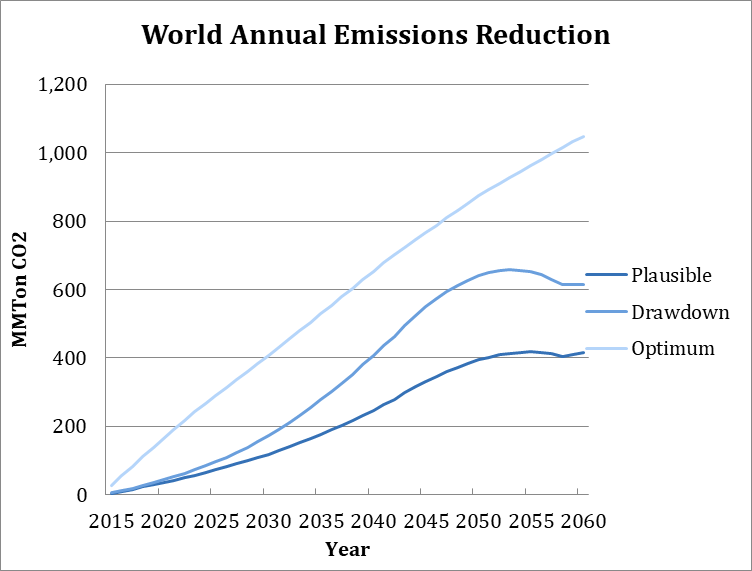 World Annual Emissions Reduction
1,200
1,000
800
600
400
200
0
MMTon CO2
2015 2020 2025 2030 2035 2040 2045 2050 2055 2060
Year
Plausible
Drawdown
Optimum